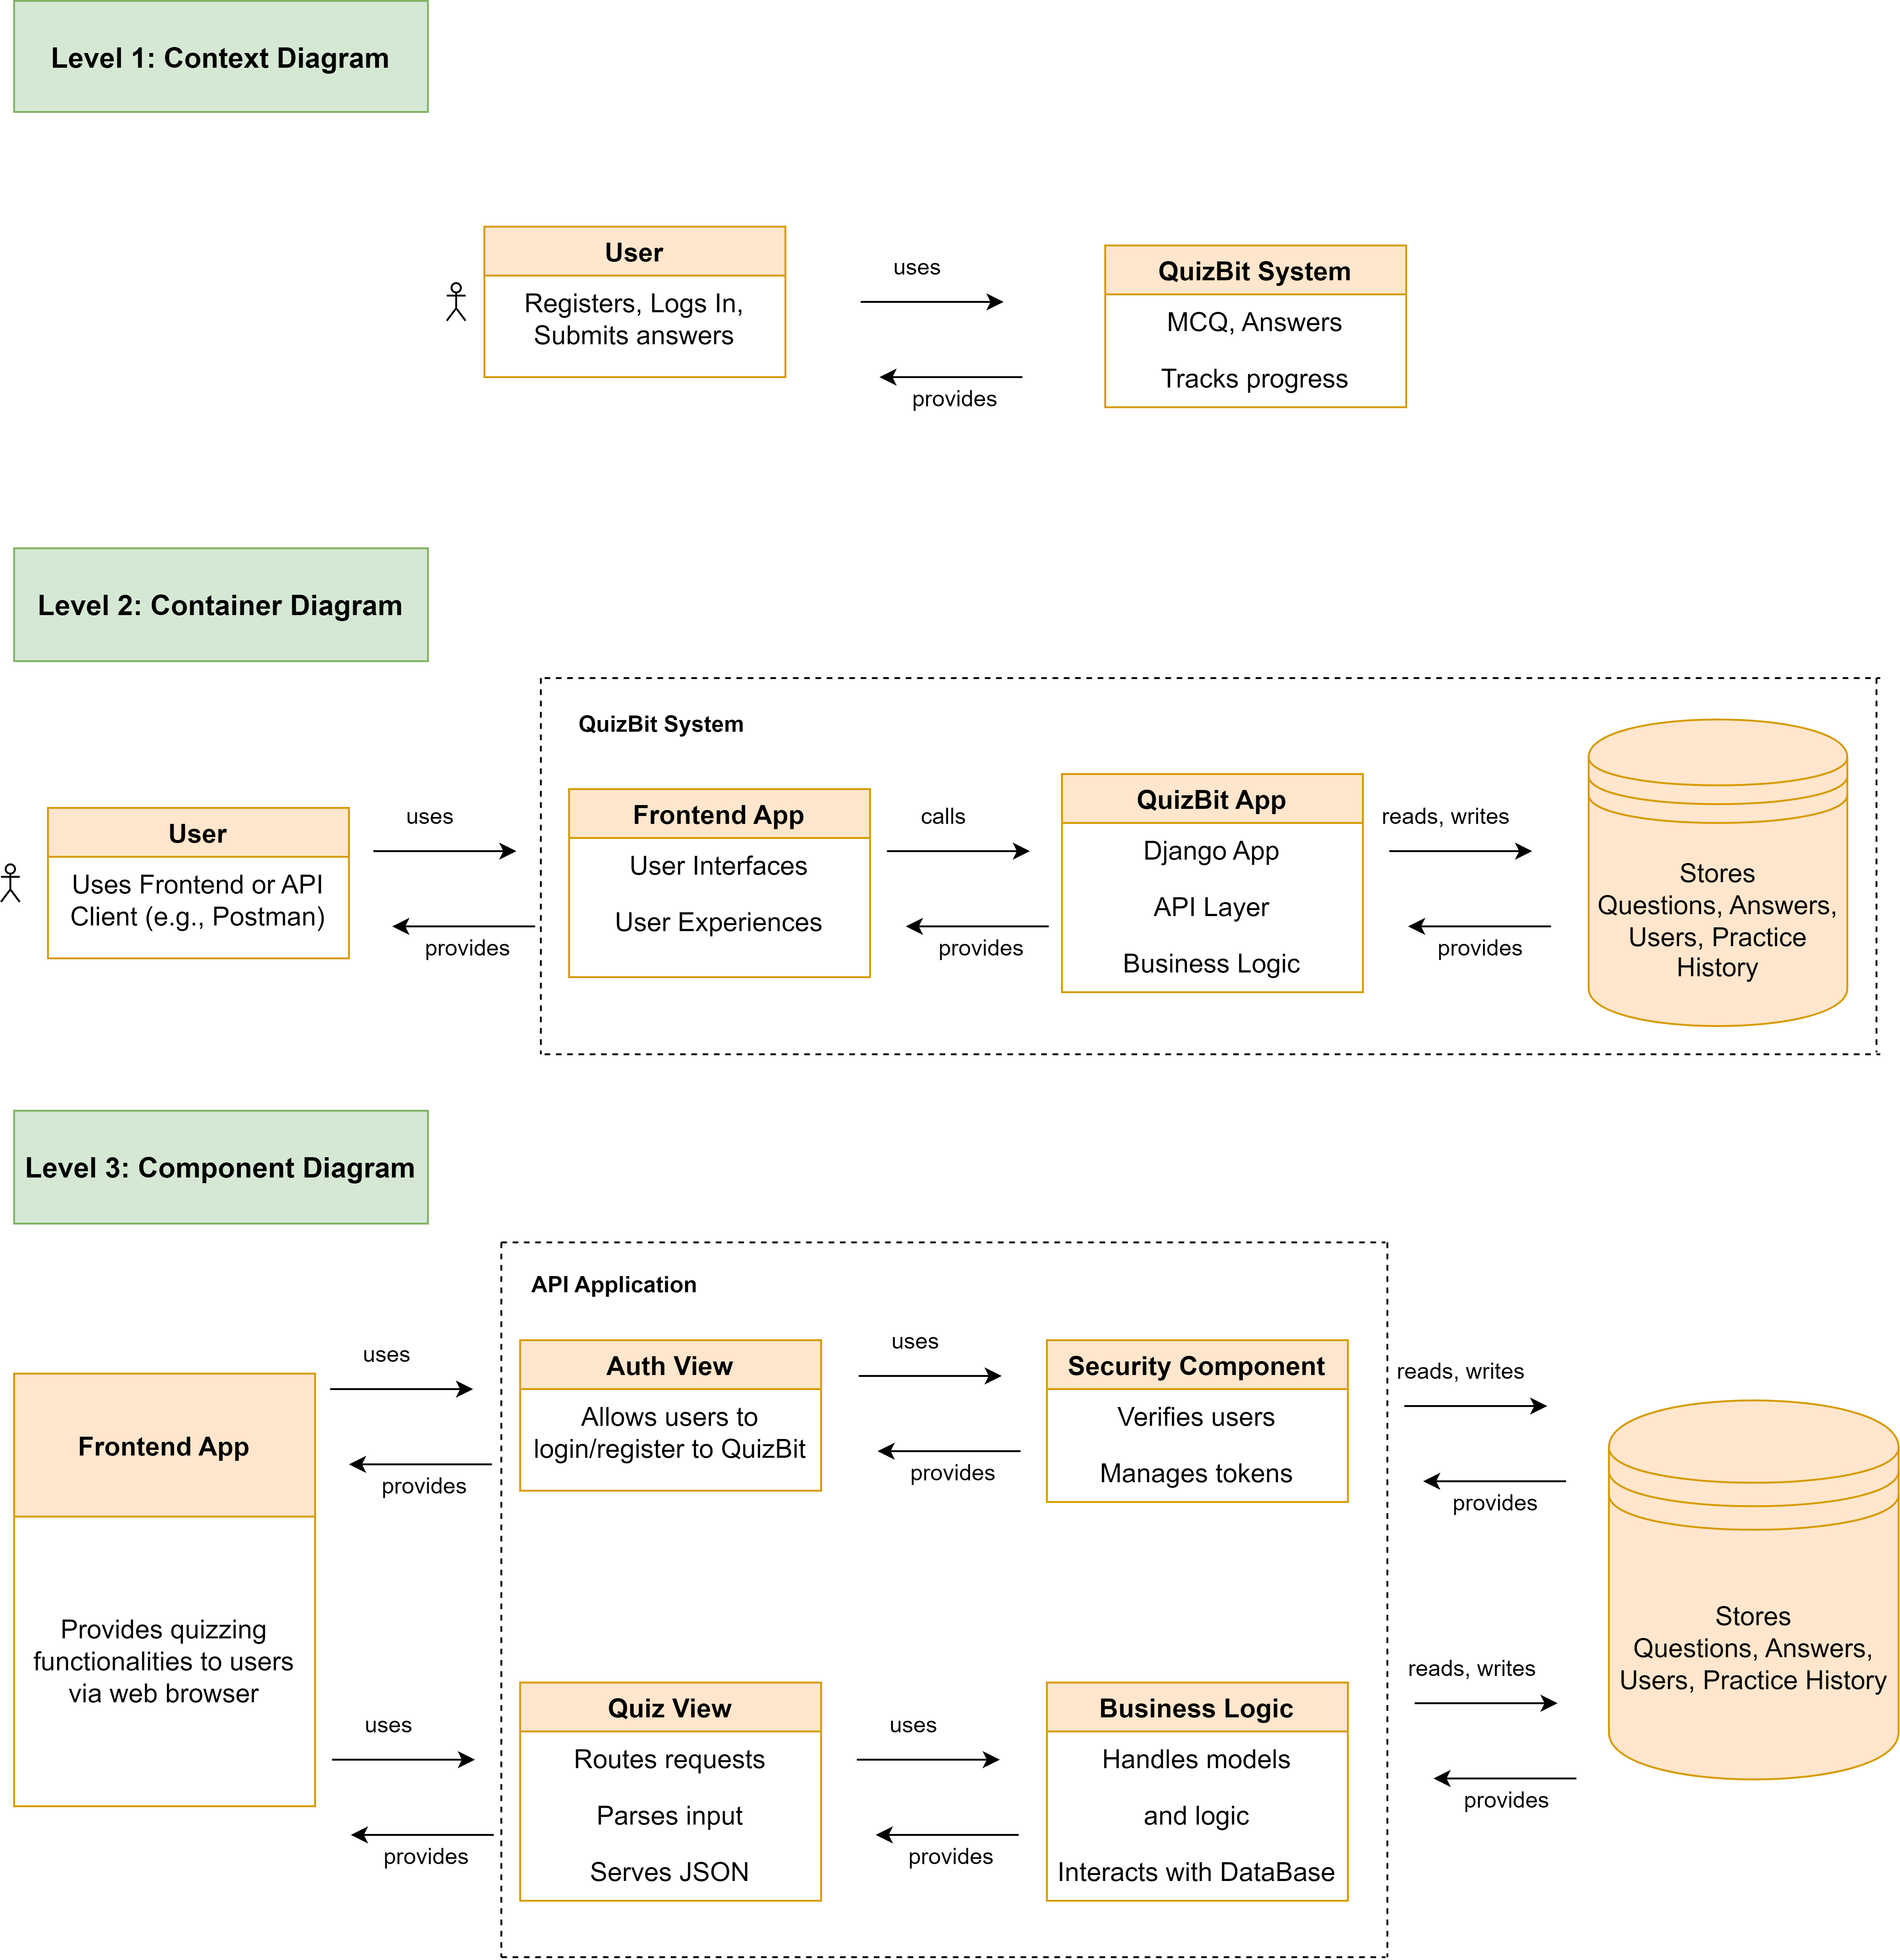 Level 1: Context Diagram
User
Registers, Logs In,
Submits answers
uses
provides
QuizBit System
MCQ, Answers
Tracks progress
Level 2: Container Diagram
User
Uses Frontend or API
Client (e.g., Postman)
uses
provides
QuizBit System
Frontend App
User Interfaces
User Experiences
calls
provides
QuizBit App
Django App
API Layer
Business Logic
reads, writes
provides
Stores
Questions, Answers,
Users, Practice
History
Level 3: Component Diagram
Frontend App
Provides quizzing
functionalities to users
via web browser
uses
provides
API Application
Auth View
Allows users to
login/register to QuizBit
uses
provides
Security Component
Verifies users
Manages tokens
reads, writes
provides
uses
provides
Quiz View
Routes requests
Parses input
Serves JSON
uses
provides
Business Logic
Handles models
and logic
Interacts with DataBase
reads, writes
provides
Stores
Questions, Answers,
Users, Practice History